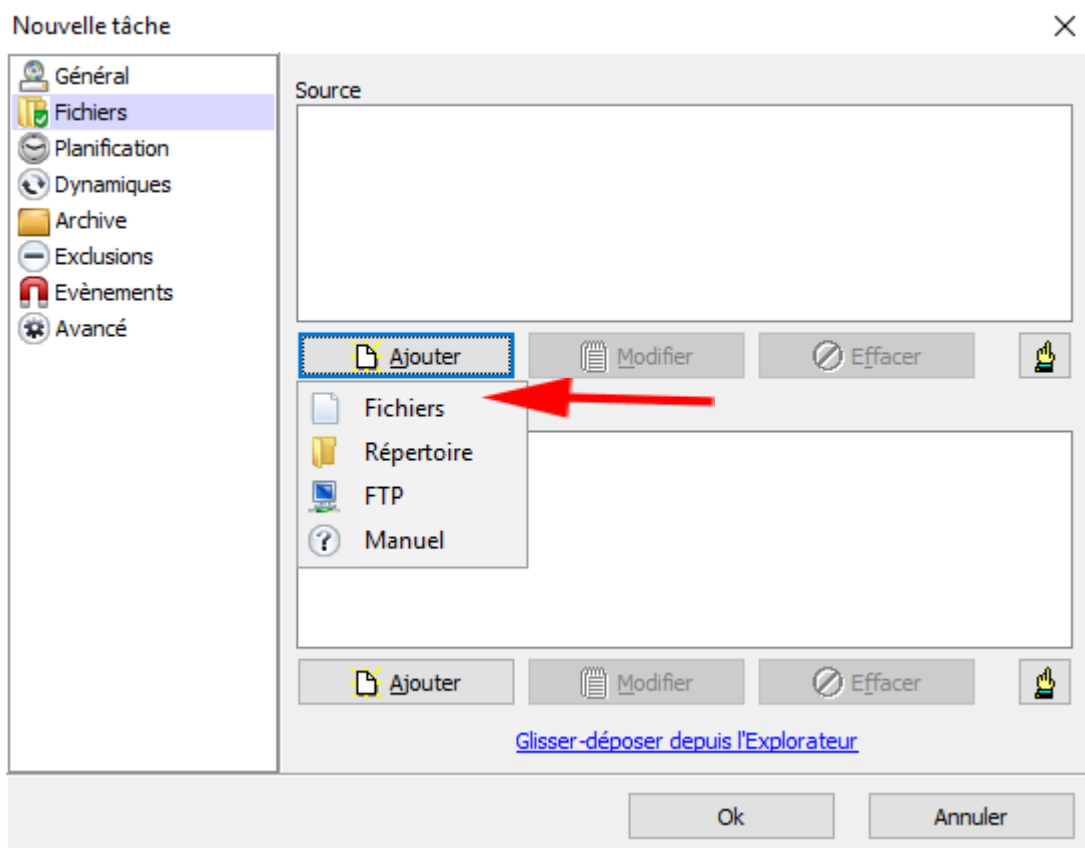 Nouvelle tâche
Général
Fichiers
Planification
Dynamiques
Archive
Exclusions
Evènements
Avancé
Source
Ajouter
Modifier
Effacer
Fichiers
Répertoire
FTP
Manuel
Ajouter
Modifier
Effacer
Glisser-déposer depuis l'Explorateur
Ok
Annuler